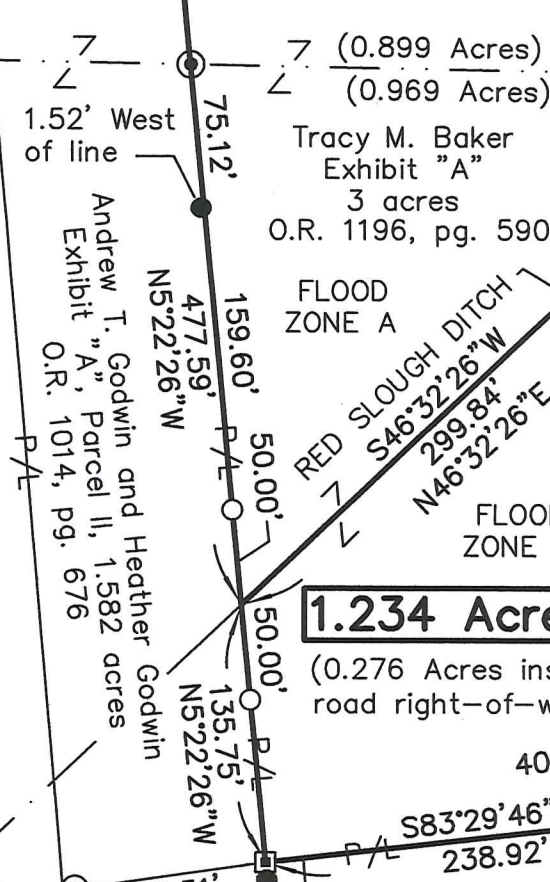 (0.899 Acres)
(0.969 Acres)
75.12'
1.52' West
of line
Tracy M. Baker
Exhibit "A"
3 acres
O.R. 1196, pg. 590
Andrew T. Godwin and Heather Godwin
Exhibit "A", Parcel II, 1.582 acres
O.R. 1014, pg. 676
P/L
159.60'
477.59'
N5°22'26"W
P/L
50.00'
FLOOD
ZONE A
RED SLOUGH DITCH
S46°32'26"W
299.84'
N46°32'26"E
FLOO
ZONE
1.234 Acre
(0.276 Acres ins
road right-of-w
50.00'
135.75'
N5°22'26"W
P/L
40
S83°29'46"
238.92'
P/L